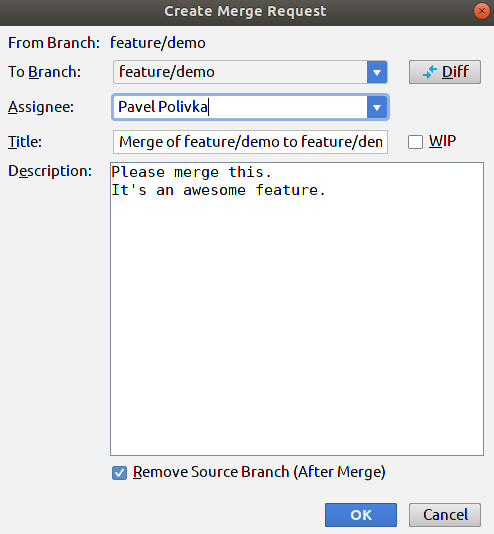 Create Merge Request
From Branch: feature/demo
To Branch: feature/demo Diff
Assignee: Pavel Polivka
Title: Merge of feature/demo to feature/den WIP
Description: Please merge this.
It's an awesome feature.
Remove Source Branch (After Merge)
OK Cancel